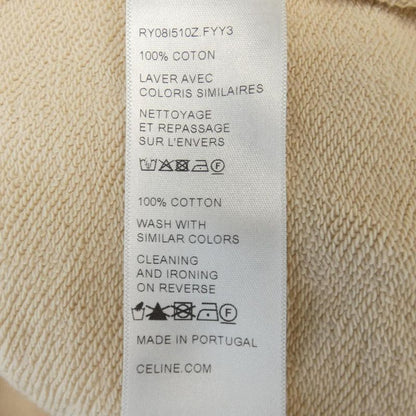 RY08I510Z.FYY3
100% COTON
LAVER AVEC
COLORIS SIMILAIRES
NETTOYAGE
ET REPASSAGE
SUR L'ENVERS
F
100% COTTON
WASH WITH
SIMILAR COLORS
CLEANING
AND IRONING
ON REVERSE
F
MADE IN PORTUGAL
CELINE.COM